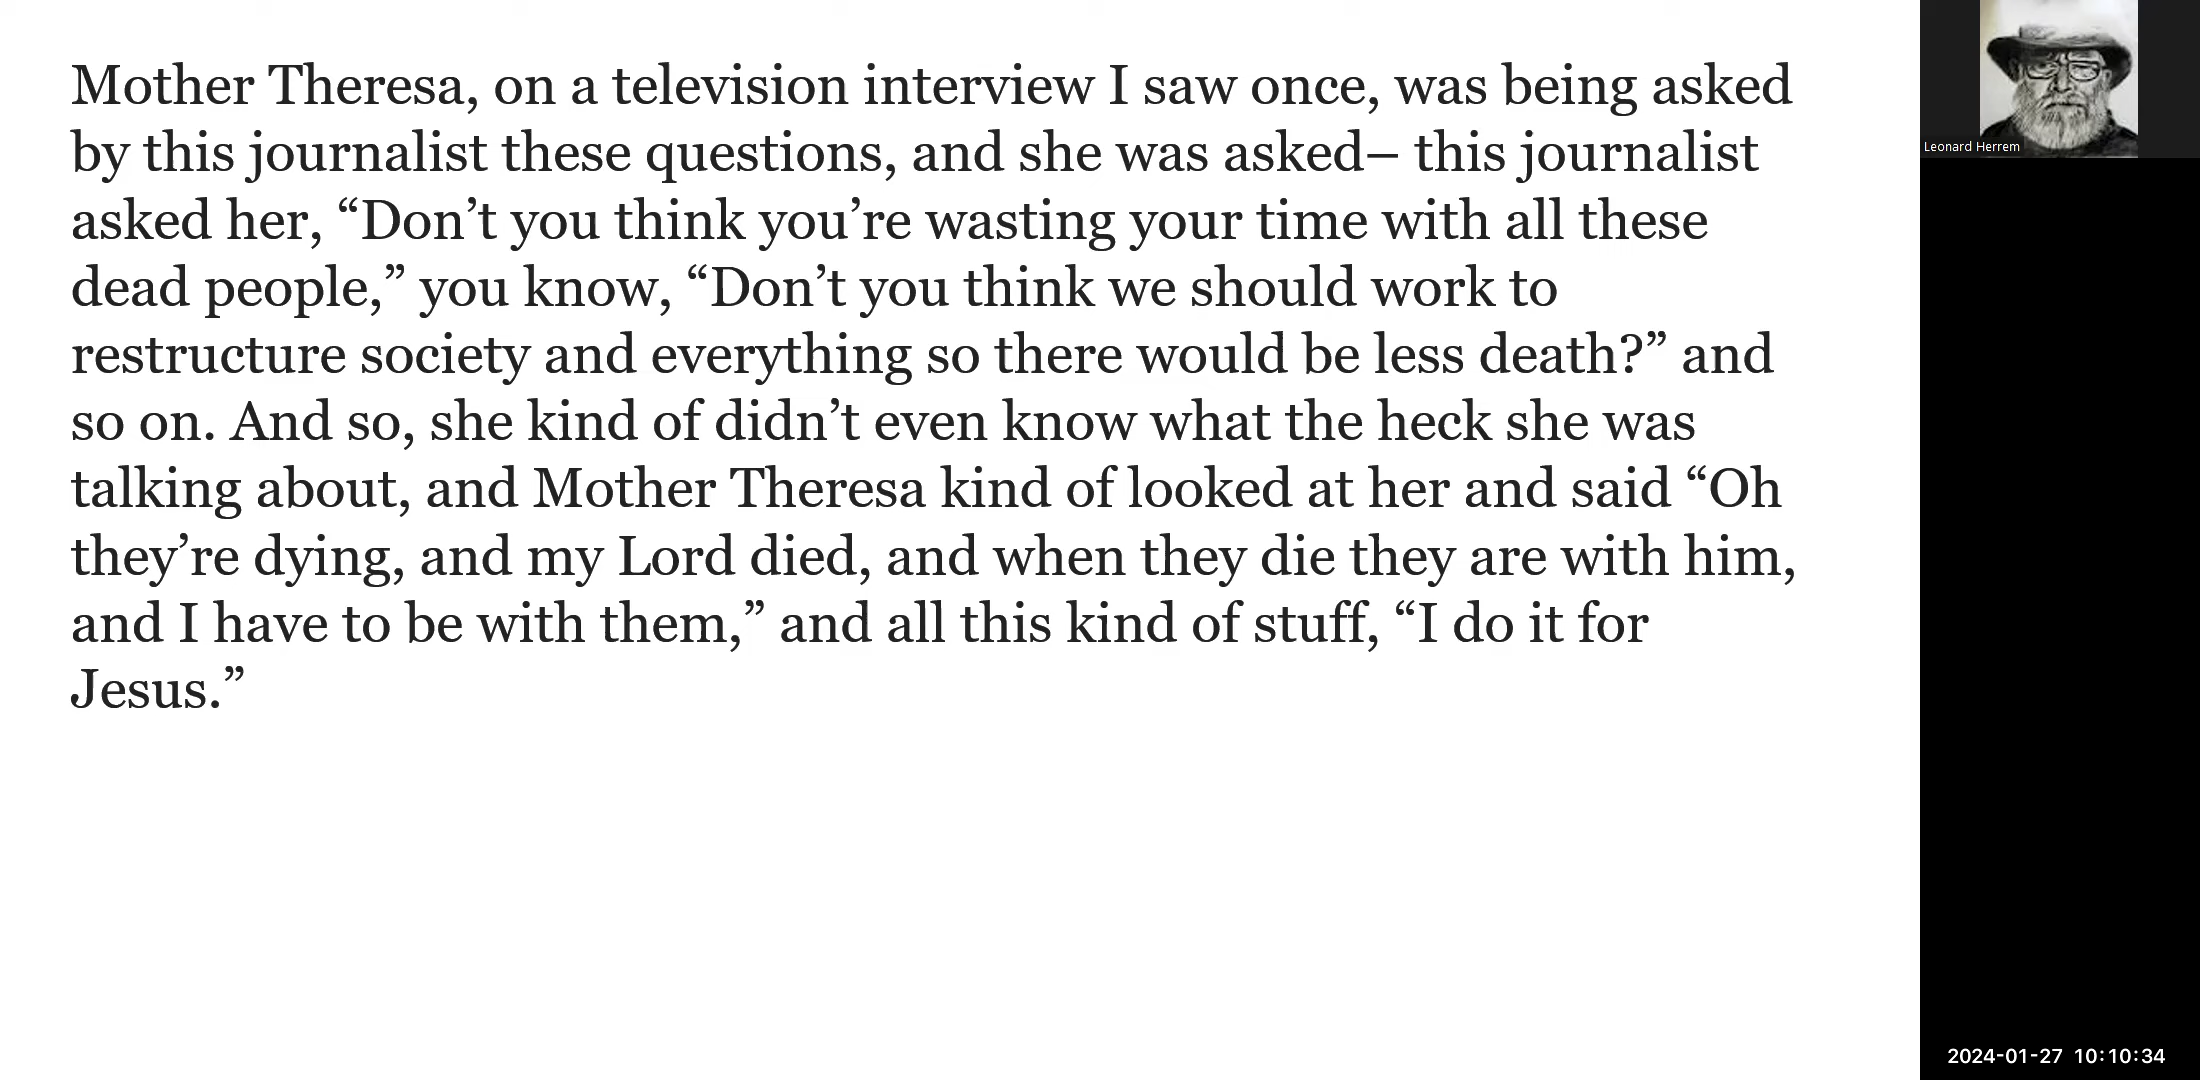 Mother Theresa, on a television interview I saw once, was being asked
by this journalist these questions, and she was asked– this journalist
asked her, “Don’t you think you’re wasting your time with all these
dead people,” you know, “Don’t you think we should work to
restructure society and everything so there would be less death?” and
so on. And so, she kind of didn’t even know what the heck she was
talking about, and Mother Theresa kind of looked at her and said “Oh
they’re dying, and my Lord died, and when they die they are with him,
and I have to be with them,” and all this kind of stuff, “I do it for
Jesus.”
Leonard Herrem
2024-01-27 10:10:34